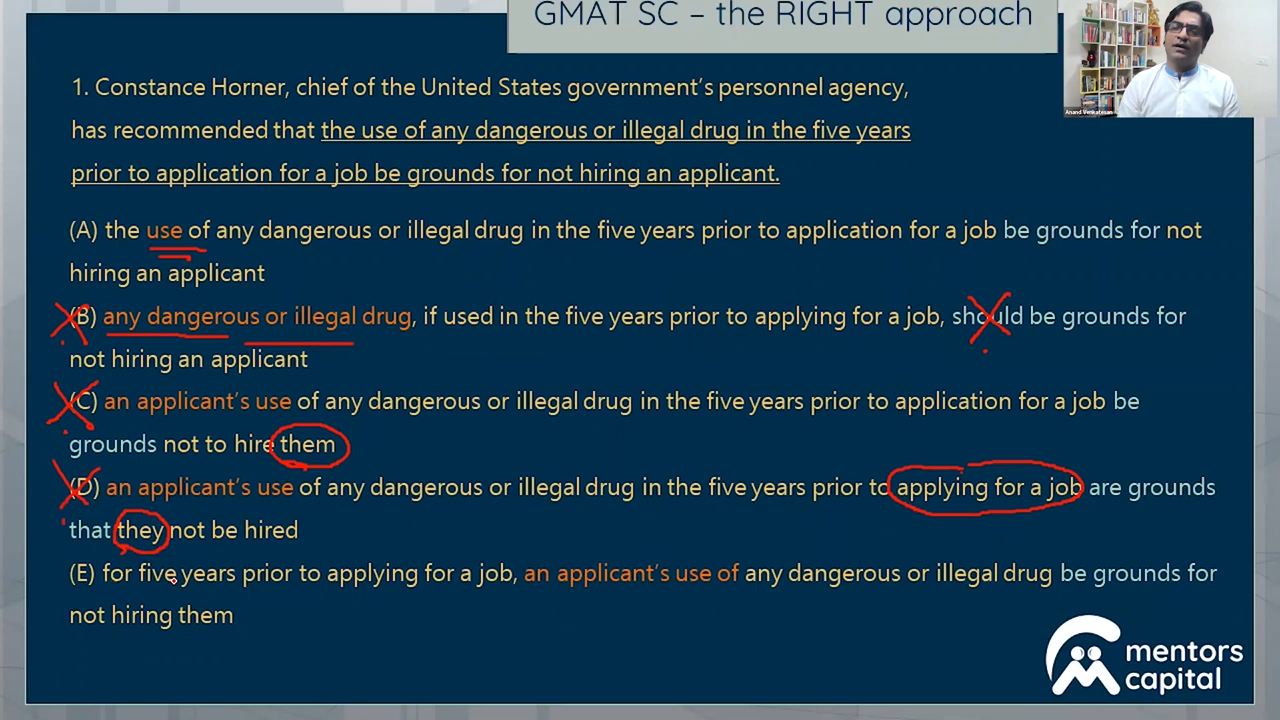 GMAT SC – the RIGHT approach
1. Constance Horner, chief of the United States government's personnel agency,
has recommended that the use of any dangerous or illegal drug in the five years
prior to application for a job be grounds for not hiring an applicant.
(A) the use of any dangerous or illegal drug in the five years prior to application for a job be grounds for not
hiring an applicant
(B) any dangerous or illegal drug, if used in the five years prior to applying for a job, should be grounds for
not hiring an applicant
(C) an applicant's use of any dangerous or illegal drug in the five years prior to application for a job be
grounds not to hire them
(D) an applicant's use of any dangerous or illegal drug in the five years prior to applying for a job are grounds
that they not be hired
(E) for five years prior to applying for a job, an applicant's use of any dangerous or illegal drug be grounds for
not hiring them
Anand Venkatesan
mentors
capital